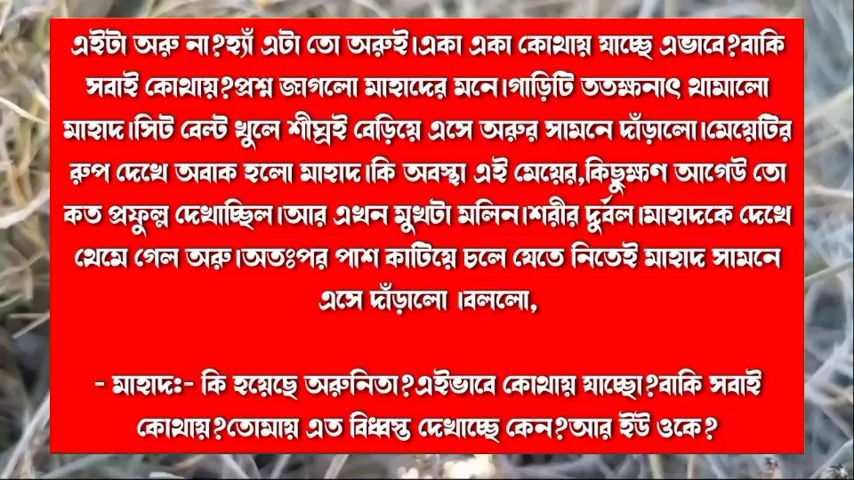 এইটা অরু না?হ্যাঁ এটা তো অরুই।একা একা কোথায় যাচ্ছে এভাবে?বাকি
সবাই কোথায়?প্রশ্ন জাগলো মাহাদের মনে।গাড়িটি ততক্ষনাৎ থামালো
মাহাদ।সিট বেল্ট খুলে শীঘ্রই বেড়িয়ে এসে অরুর সামনে দাঁড়ালো।মেয়েটির
রুপ দেখে অবাক হলো মাহাদ।কি অবস্থা এই মেয়ের,কিছুক্ষণ আগেউ তো
কত প্রফুল্ল দেখাচ্ছিল।আর এখন মুখটা মলিন।শরীর দুর্বল।মাহাদকে দেখে
থেমে গেল অরু।অতঃপর পাশ কাটিয়ে চলে যেতে নিতেই মাহাদ সামনে
এসে দাঁড়ালো ।বললো,
- মাহাদ:- কি হয়েছে অরুনিতা?এইভাবে কোথায় যাচ্ছো?বাকি সবাই
কোথায়?তোমায় এত বিধ্বস্ত দেখাচ্ছে কেন?আর ইউ ওকে?